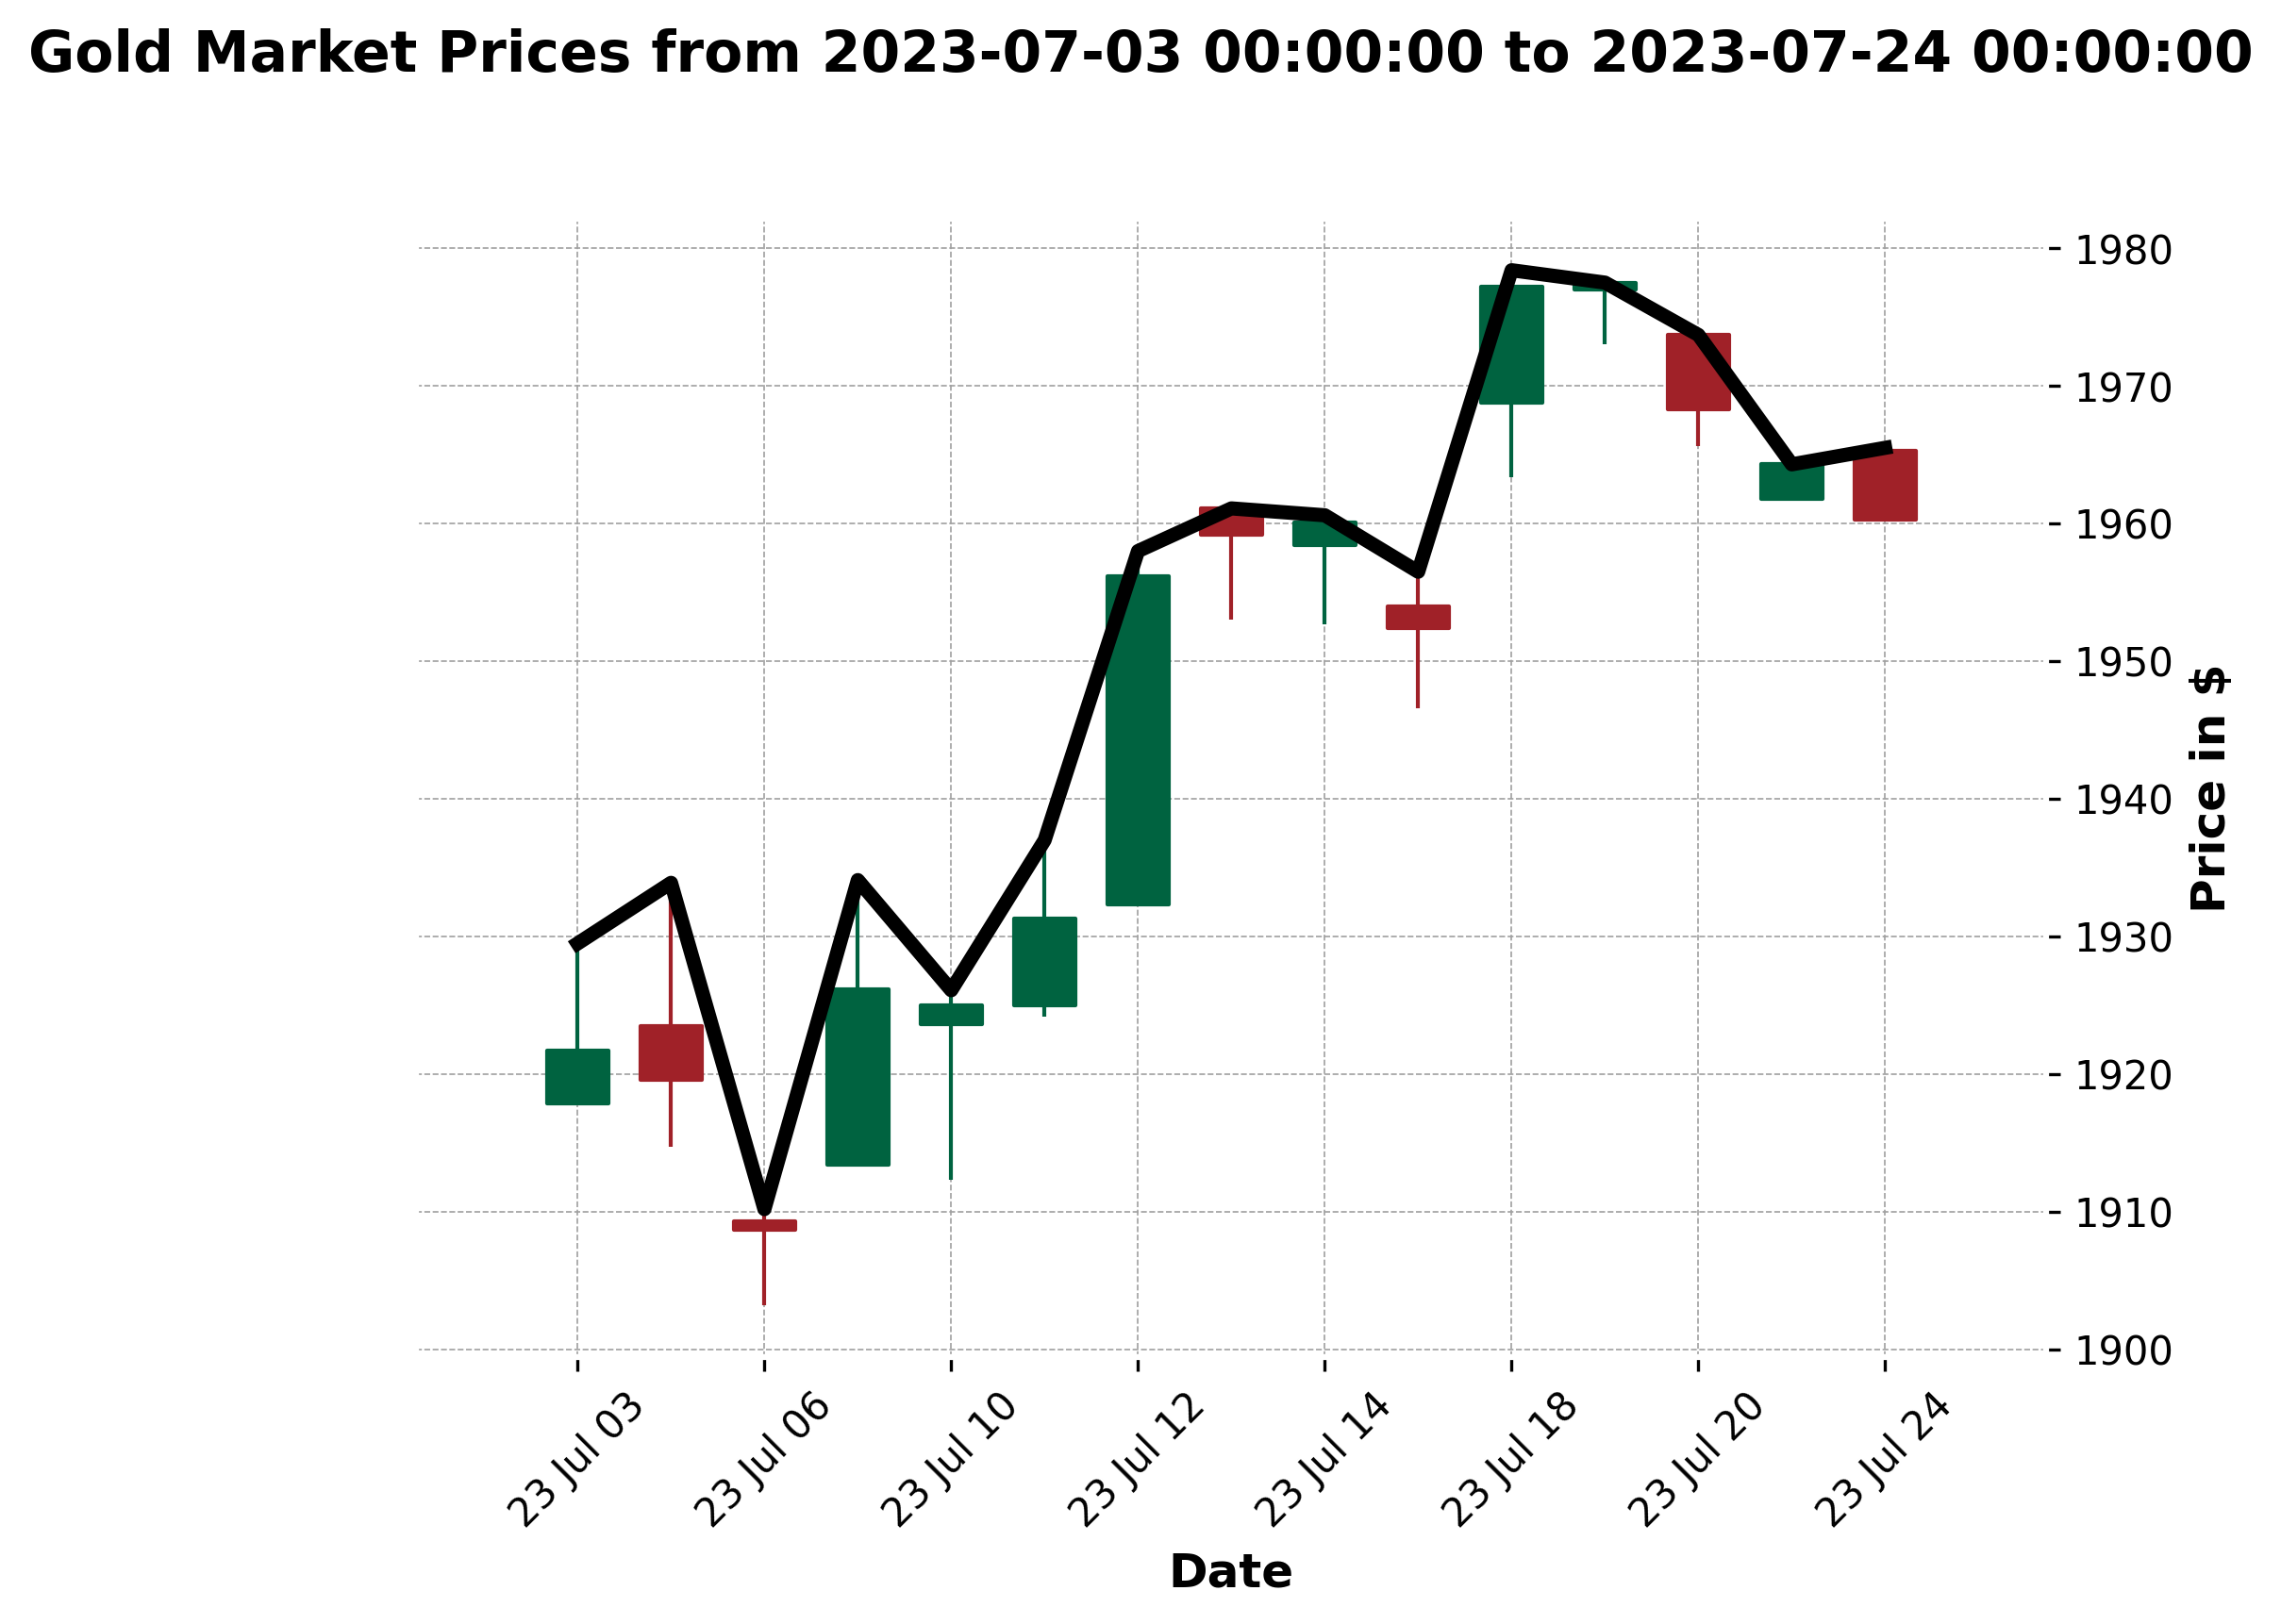 Gold Market Prices from 2023-07-03 00:00:00 to 2023-07-24 00:00:00
1980
1970
1960
1950
1940
1930
1920
1910
1900
Price in $
23 Jul 03
23 Jul 06
23 Jul 10
23 Jul 12
23 Jul 14
23 Jul 18
23 Jul 20
23 Jul 24
Date